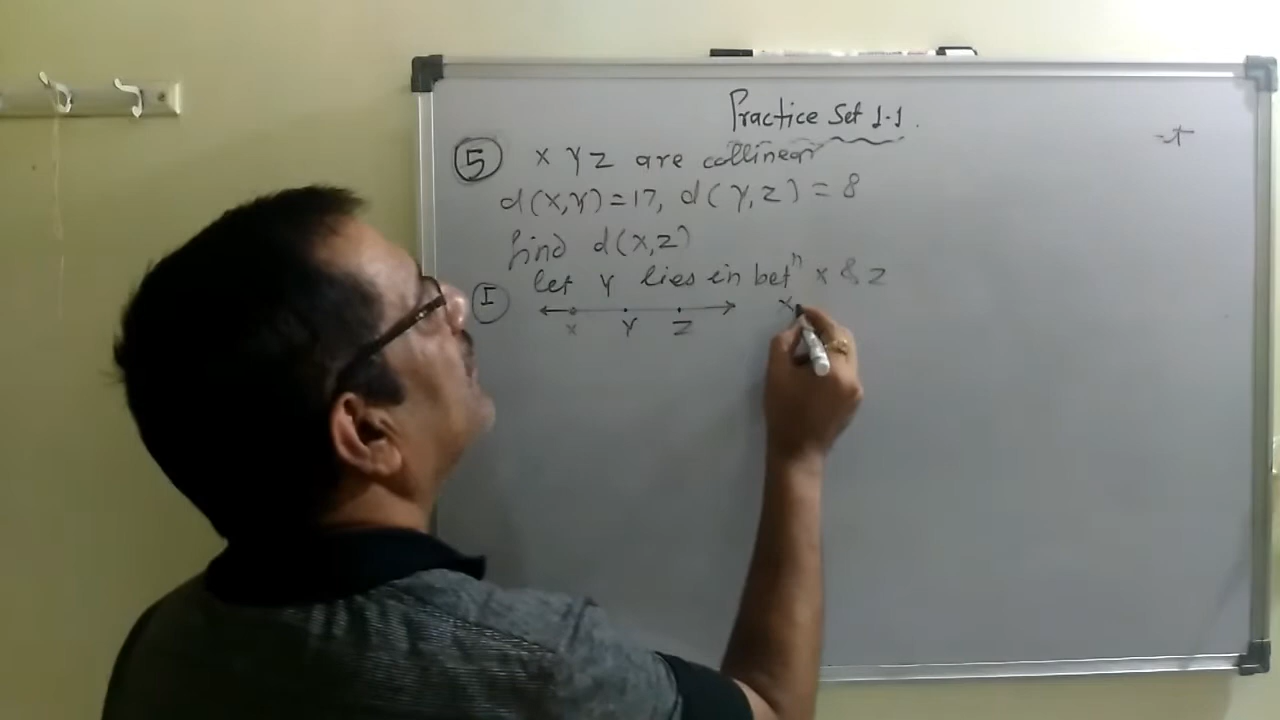 Practice Set 1.1.
5 X Y Z are collinear
d(X,Y)=17, d(Y,Z)=8
find d(X,Z)
let Y lies in betⁿ X & Z
I
X Y Z
X